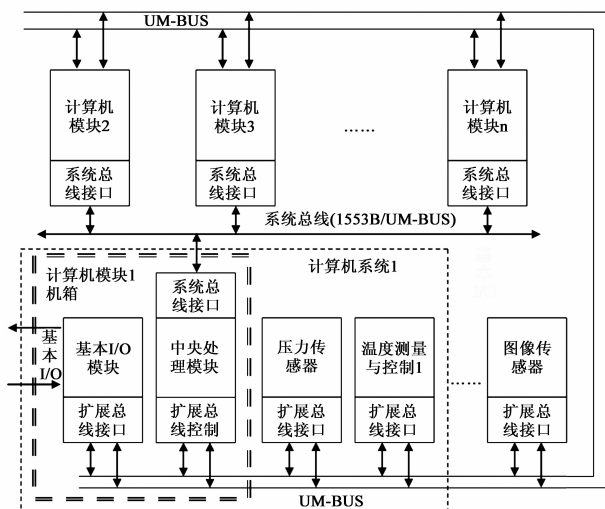 UM-BUS
计算机
模块2
计算机
模块3
……
计算机
模块n
系统总
线接口
系统总
线接口
系统总
线接口
系统总线(1553B/UM-BUS)
计算机模块1
机箱
计算机系统1
系统总
线接口
基
本
I/O
基本I/O
模块
中央处
理模块
压力传
感器
温度测量
与控制1
……
图像传
感器
扩展总
线接口
扩展总
线控制
扩展总
线接口
扩展总
线接口
扩展总
线接口
UM-BUS